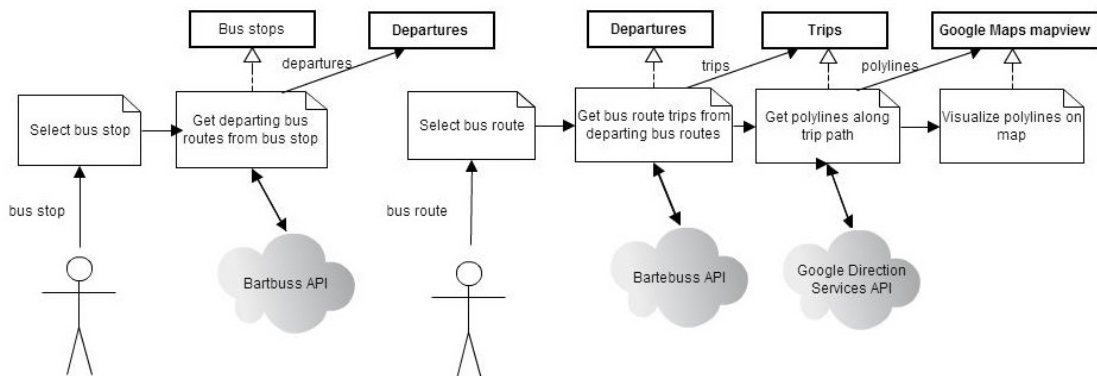 Bus stops
Departures
departures
Select bus stop
Get departing bus
routes from bus stop
bus stop
Bartbuss API
Departures
Trips
Google Maps mapview
trips
polylines
Select bus route
Get bus route trips from
departing bus routes
Get polylines along
trip path
Visualize polylines on
map
bus route
Bartebuss API
Google Direction
Services API